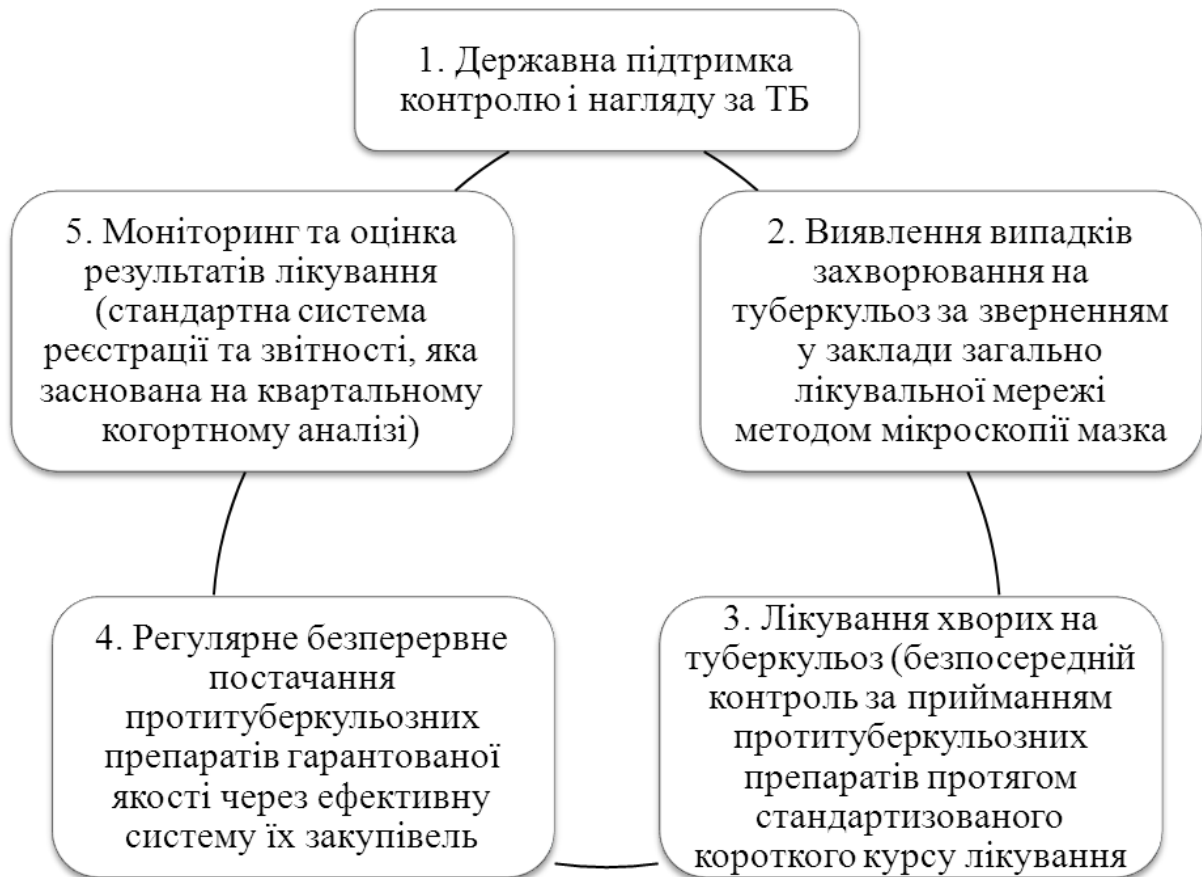 1. Державна підтримка
контролю і нагляду за ТБ
2. Виявлення випадків
захворювання на
туберкульоз за зверненням
у заклади загально
лікувальної мережі
методом мікроскопії мазка
3. Лікування хворих на
туберкульоз (безпосередній
контроль за прийманням
протитуберкульозних
препаратів протягом
стандартизованого
короткого курсу лікування
4. Регулярне безперервне
постачання
протитуберкульозних
препаратів гарантованої
якості через ефективну
систему їх закупівель
5. Моніторинг та оцінка
результатів лікування
(стандартна система
реєстрації та звітності, яка
заснована на квартальному
когортному аналізі)